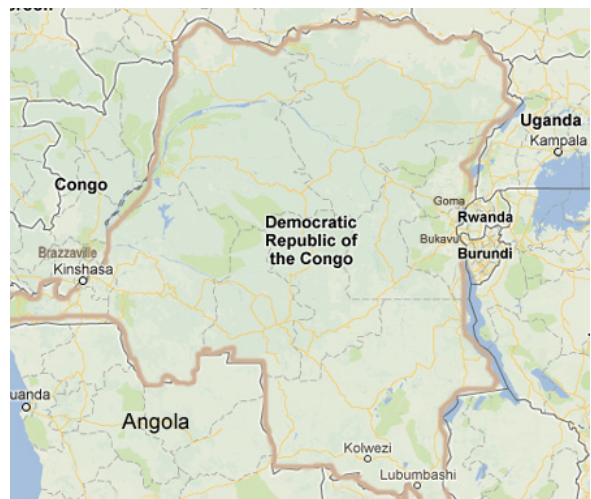 Uganda
Kampala
Congo
Goma
Rwanda
Democratic
Republic of
the Congo
Bukavu
Burundi
Brazzaville
Kinshasa
uanda
Angola
Kolwezi
Lubumbashi